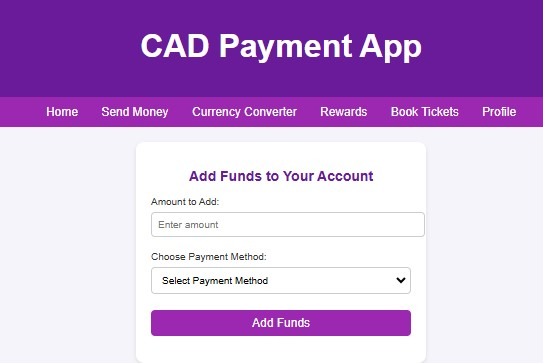 CAD Payment App
Home Send Money Currency Converter Rewards Book Tickets Profile
Add Funds to Your Account
Amount to Add:
Enter amount
Choose Payment Method:
Select Payment Method
Add Funds